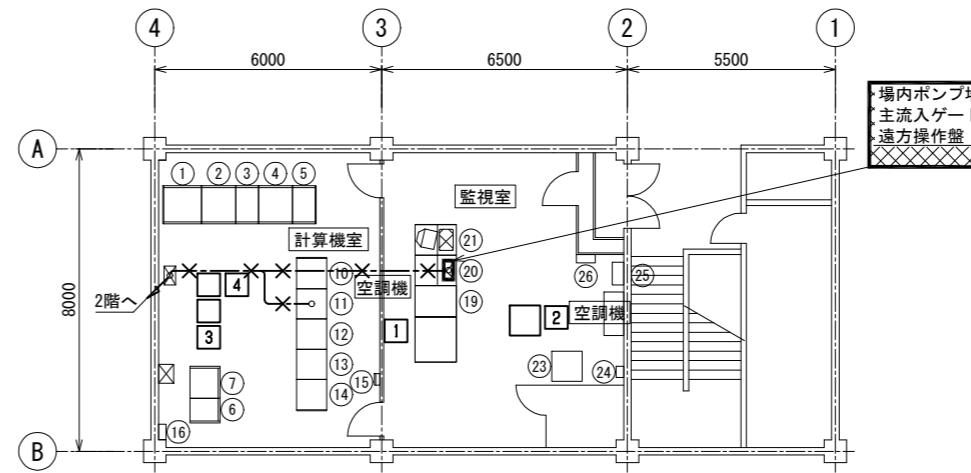 4
3
2
1
6000
6500
5500
場内ポンプ
主流入ゲー
遠方操作盤
A
① ② ③ ④ ⑤
監視室
計算機室
㉑
⑩
⑳
㉖
㉕
空調機
4
2階へ
⑪
⑲
8000
空調機
3
⑫
1
2
⑬
㉓
㉔
⑦
⑮
⑭
⑥
⑯
B